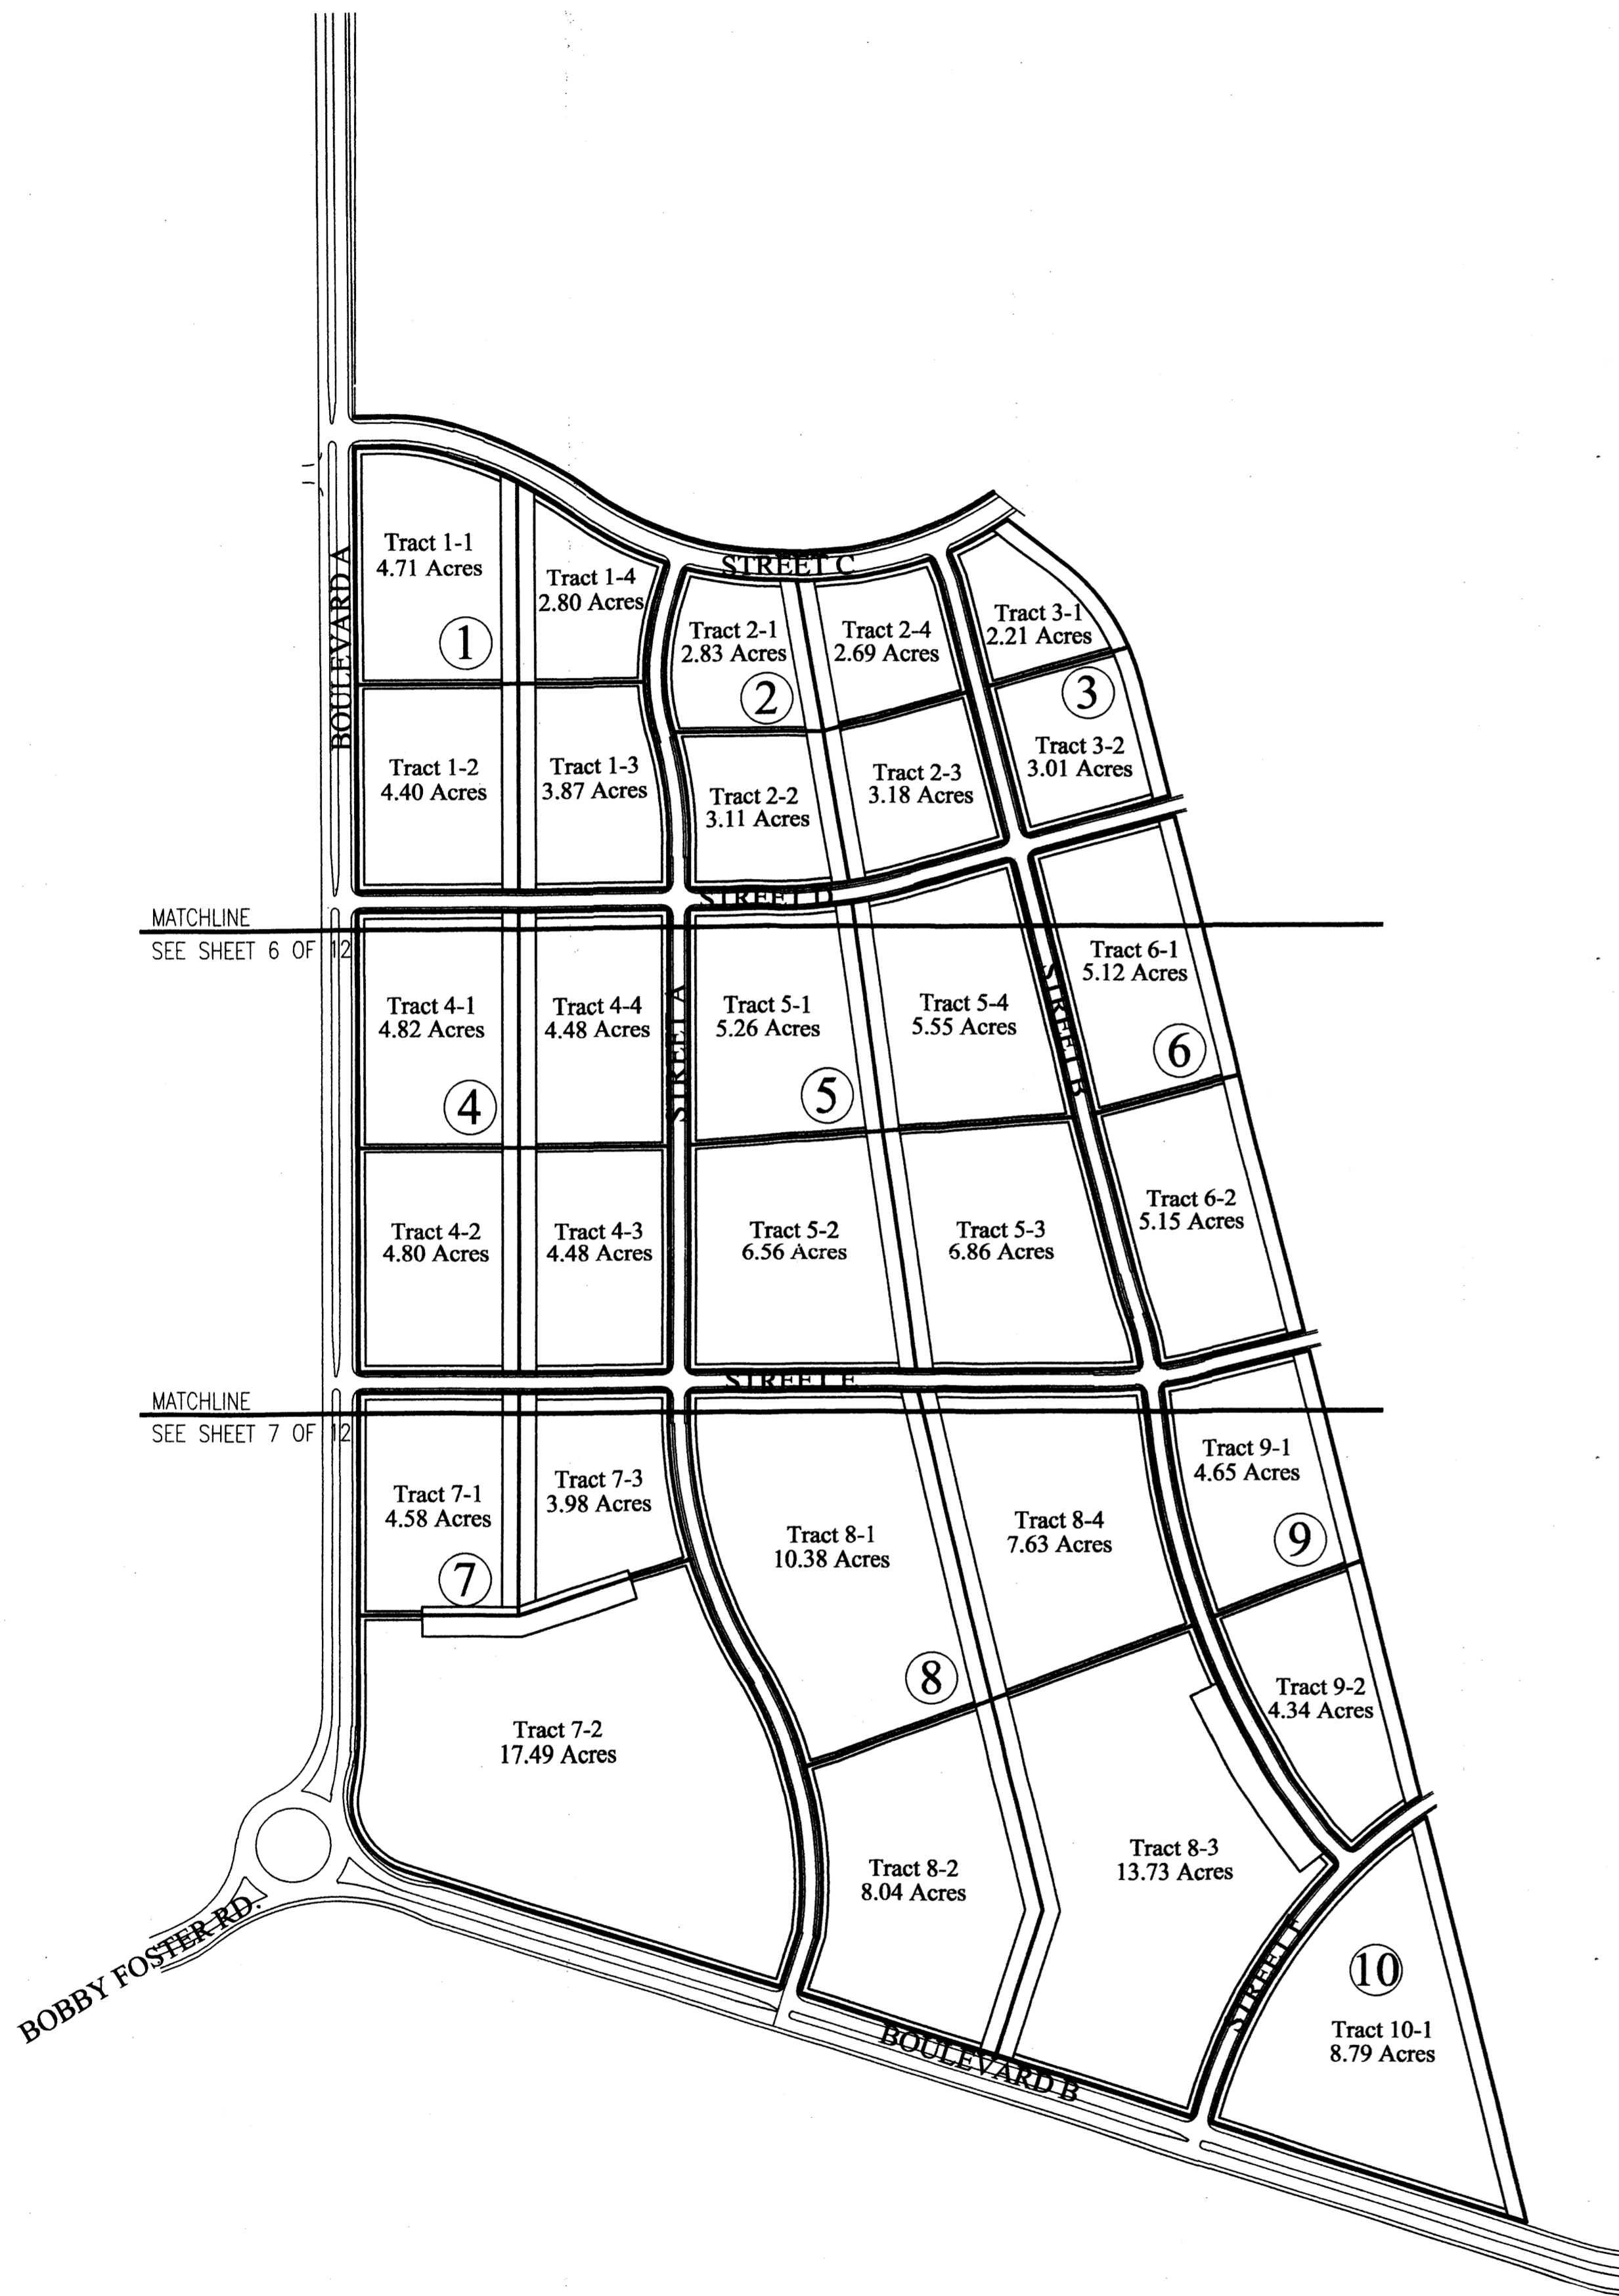 Tract 1-1
4.71 Acres
1
Tract 1-4
2.80 Acres
STREET C
Tract 2-1
2.83 Acres
2
Tract 2-4
2.69 Acres
Tract 3-1
2.21 Acres
3
BOULEVARD A
Tract 1-2
4.40 Acres
Tract 1-3
3.87 Acres
Tract 2-2
3.11 Acres
Tract 2-3
3.18 Acres
Tract 3-2
3.01 Acres
STREET D
MATCHLINE
SEE SHEET 6 OF 12
Tract 4-1
4.82 Acres
4
Tract 4-4
4.48 Acres
STREET A
Tract 5-1
5.26 Acres
5
Tract 5-4
5.55 Acres
STREET B
Tract 6-1
5.12 Acres
6
Tract 4-2
4.80 Acres
Tract 4-3
4.48 Acres
Tract 5-2
6.56 Acres
Tract 5-3
6.86 Acres
Tract 6-2
5.15 Acres
STREET E
MATCHLINE
SEE SHEET 7 OF 12
Tract 7-1
4.58 Acres
7
Tract 7-3
3.98 Acres
Tract 8-1
10.38 Acres
8
Tract 8-4
7.63 Acres
Tract 9-1
4.65 Acres
9
Tract 7-2
17.49 Acres
Tract 9-2
4.34 Acres
Tract 8-2
8.04 Acres
Tract 8-3
13.73 Acres
BOBBY FOSTER RD.
STREET F
10
Tract 10-1
8.79 Acres
BOULEVARD B